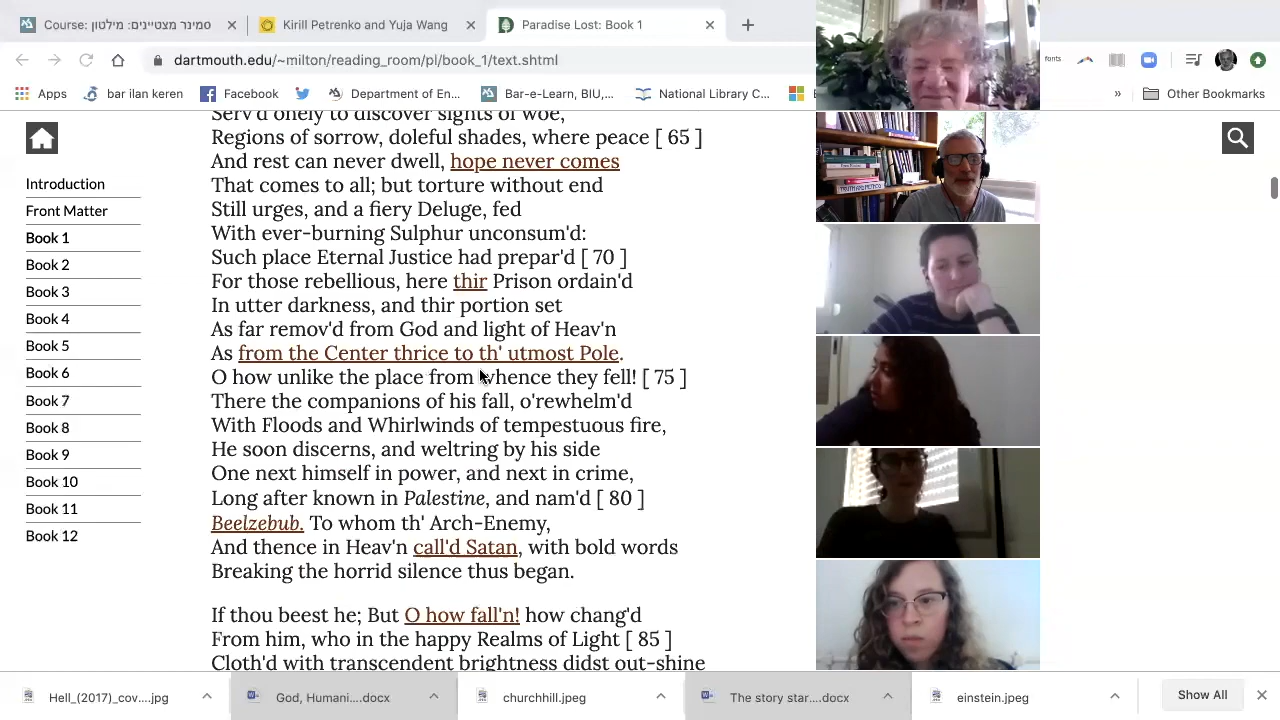 Course: סמינר מצטיינים: מילטון
Kirill Petrenko and Yuja Wang
Paradise Lost: Book 1
dartmouth.edu/~milton/reading_room/pl/book_1/text.shtml
fonts
Apps
bar ilan keren
Facebook
Department of En...
Bar-e-Learn, BIU,...
National Library C...
»
Other Bookmarks
Introduction
Front Matter
Book 1
Book 2
Book 3
Book 4
Book 5
Book 6
Book 7
Book 8
Book 9
Book 10
Book 11
Book 12
Serv'd onely to discover sights of woe,
Regions of sorrow, doleful shades, where peace [ 65 ]
And rest can never dwell, hope never comes
That comes to all; but torture without end
Still urges, and a fiery Deluge, fed
With ever-burning Sulphur unconsum'd:
Such place Eternal Justice had prepar'd [ 70 ]
For those rebellious, here thir Prison ordain'd
In utter darkness, and thir portion set
As far remov'd from God and light of Heav'n
As from the Center thrice to th' utmost Pole.
O how unlike the place from whence they fell! [ 75 ]
There the companions of his fall, o'rewhelm'd
With Floods and Whirlwinds of tempestuous fire,
He soon discerns, and weltring by his side
One next himself in power, and next in crime,
Long after known in Palestine, and nam'd [ 80 ]
Beelzebub. To whom th' Arch-Enemy,
And thence in Heav'n call'd Satan, with bold words
Breaking the horrid silence thus began.
If thou beest he; But O how fall'n! how chang'd
From him, who in the happy Realms of Light [ 85 ]
Cloth'd with transcendent brightness didst out-shine
TRUTH AND METHOD
Hell_(2017)_cov....jpg
God, Humani....docx
churchhill.jpeg
The story star....docx
einstein.jpeg
Show All